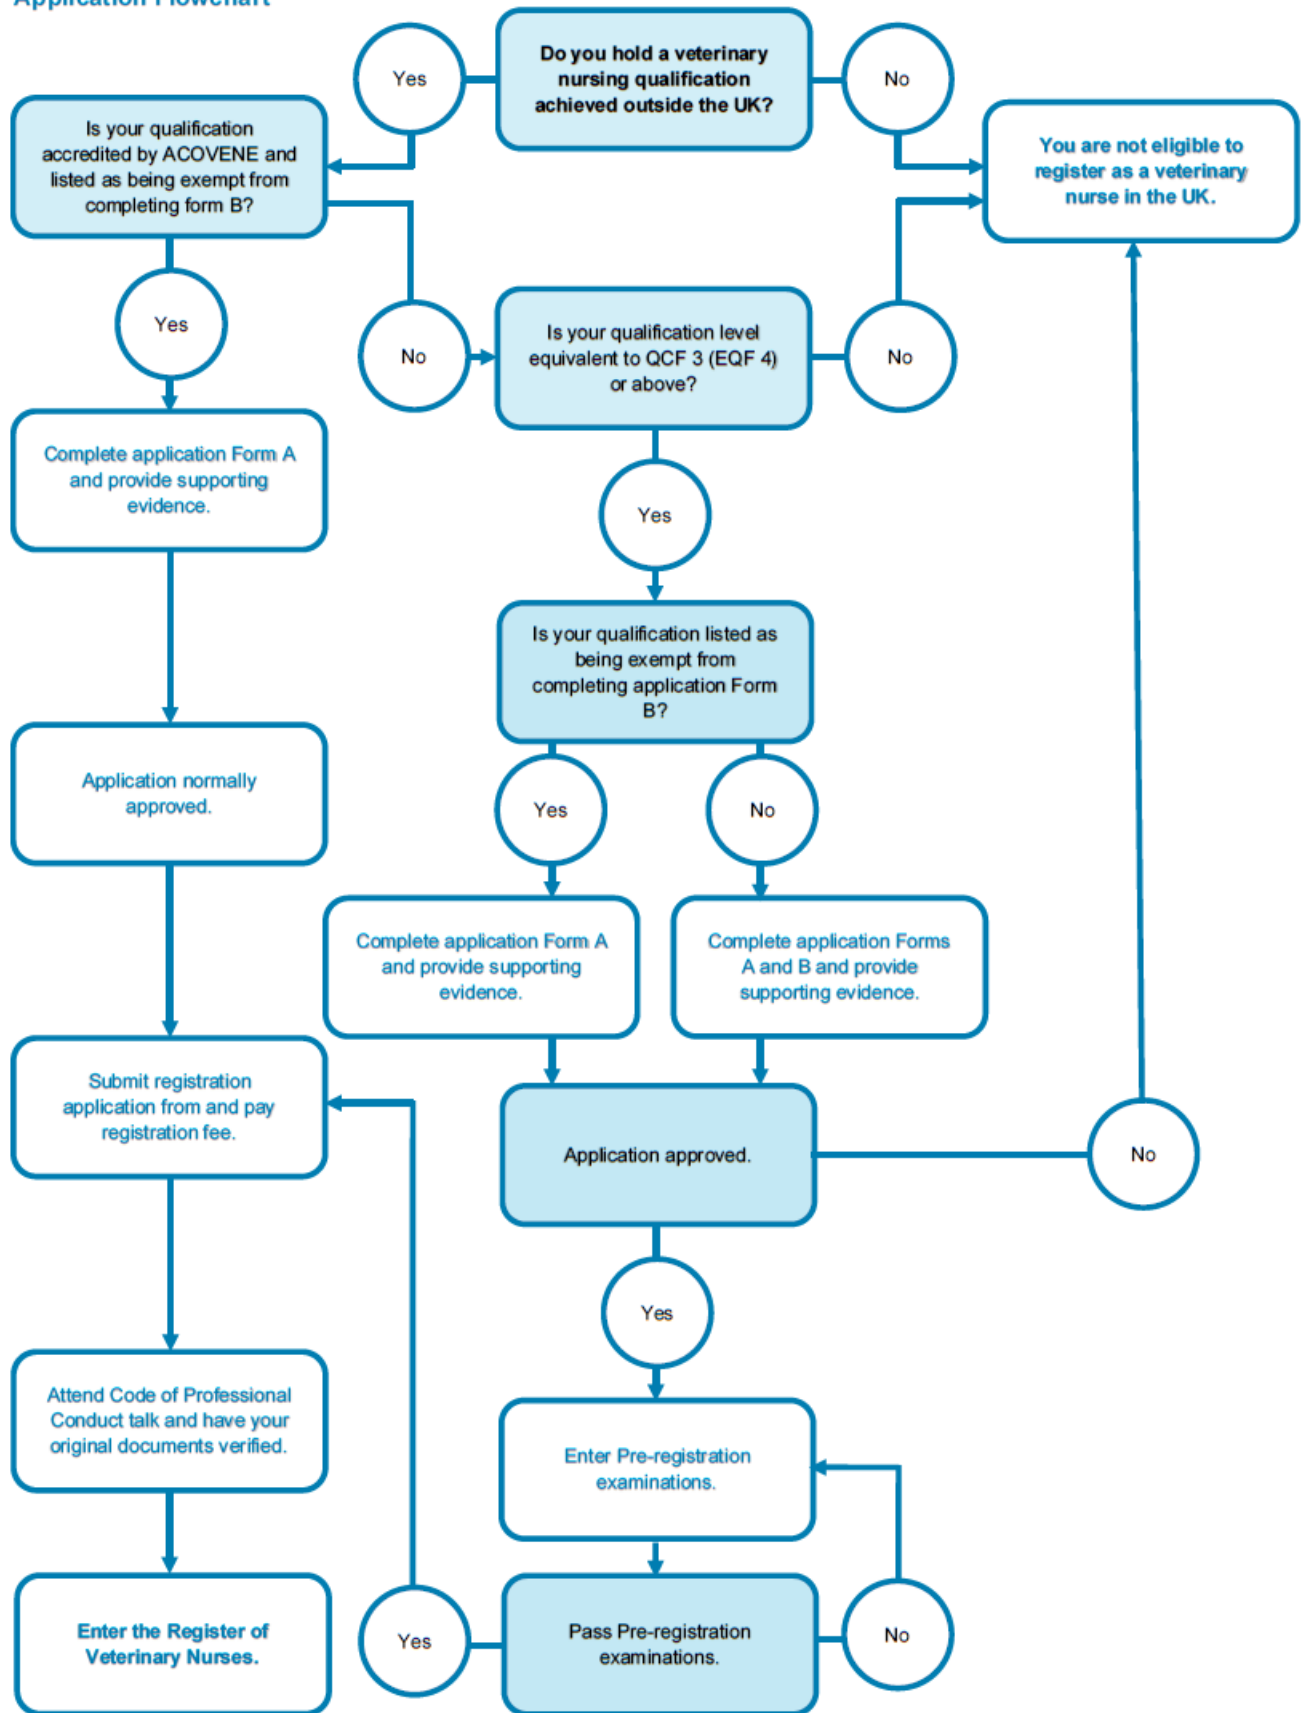 Application Flowchart
Do you hold a veterinary
nursing qualification
achieved outside the UK?
Yes
No
Is your qualification
accredited by ACOVENE and
listed as being exempt from
completing form B?
You are not eligible to
register as a veterinary
nurse in the UK.
Yes
No
Is your qualification level
equivalent to QCF 3 (EQF 4)
or above?
No
Complete application Form A
and provide supporting
evidence.
Yes
Is your qualification listed as
being exempt from
completing application Form
B?
Application normally
approved.
Yes
No
Complete application Form A
and provide supporting
evidence.
Complete application Forms
A and B and provide
supporting evidence.
Submit registration
application from and pay
registration fee.
Application approved.
No
Yes
Attend Code of Professional
Conduct talk and have your
original documents verified.
Enter Pre-registration
examinations.
Enter the Register of
Veterinary Nurses.
Yes
Pass Pre-registration
examinations.
No